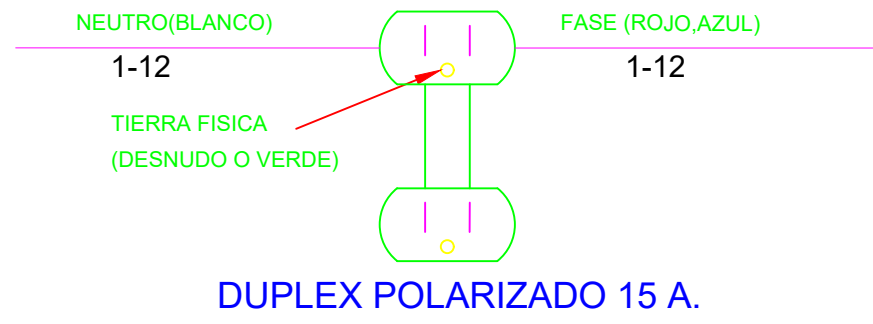 NEUTRO(BLANCO)
FASE (ROJO,AZUL)
1-12
1-12
TIERRA FISICA
(DESNUDO O VERDE)
DUPLEX POLARIZADO 15 A.